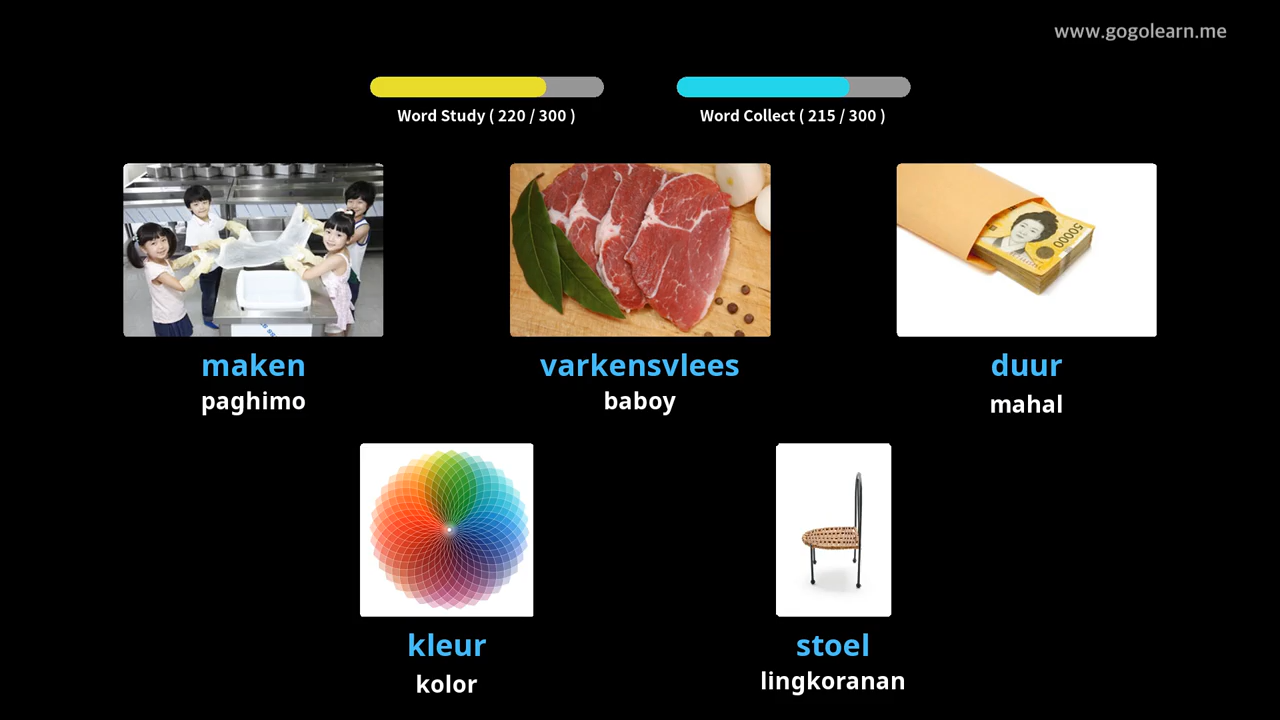 www.gogolearn.me
Word Study ( 220 / 300 )
Word Collect ( 215 / 300 )
50000
maken
paghimo
varkensvlees
baboy
duur
mahal
kleur
kolor
stoel
lingkoranan